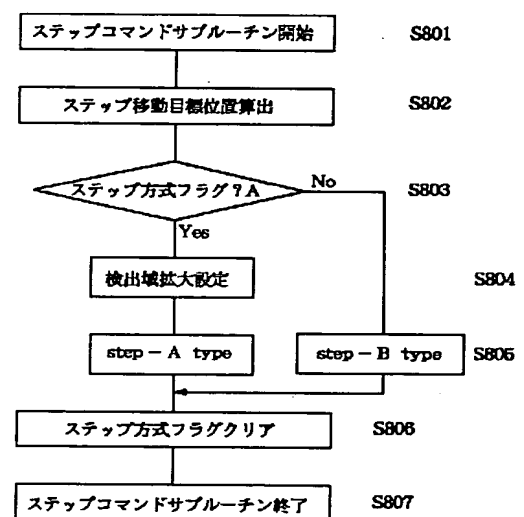 ステップコマンドサブルーチン開始 S801
ステップ移動目標位置算出 S802
ステップ方式フラグ?A S803
No
Yes
検出域拡大設定 S804
step-A type step-B type S805
ステップ方式フラグクリア S806
ステップコマンドサブルーチン終了 S807